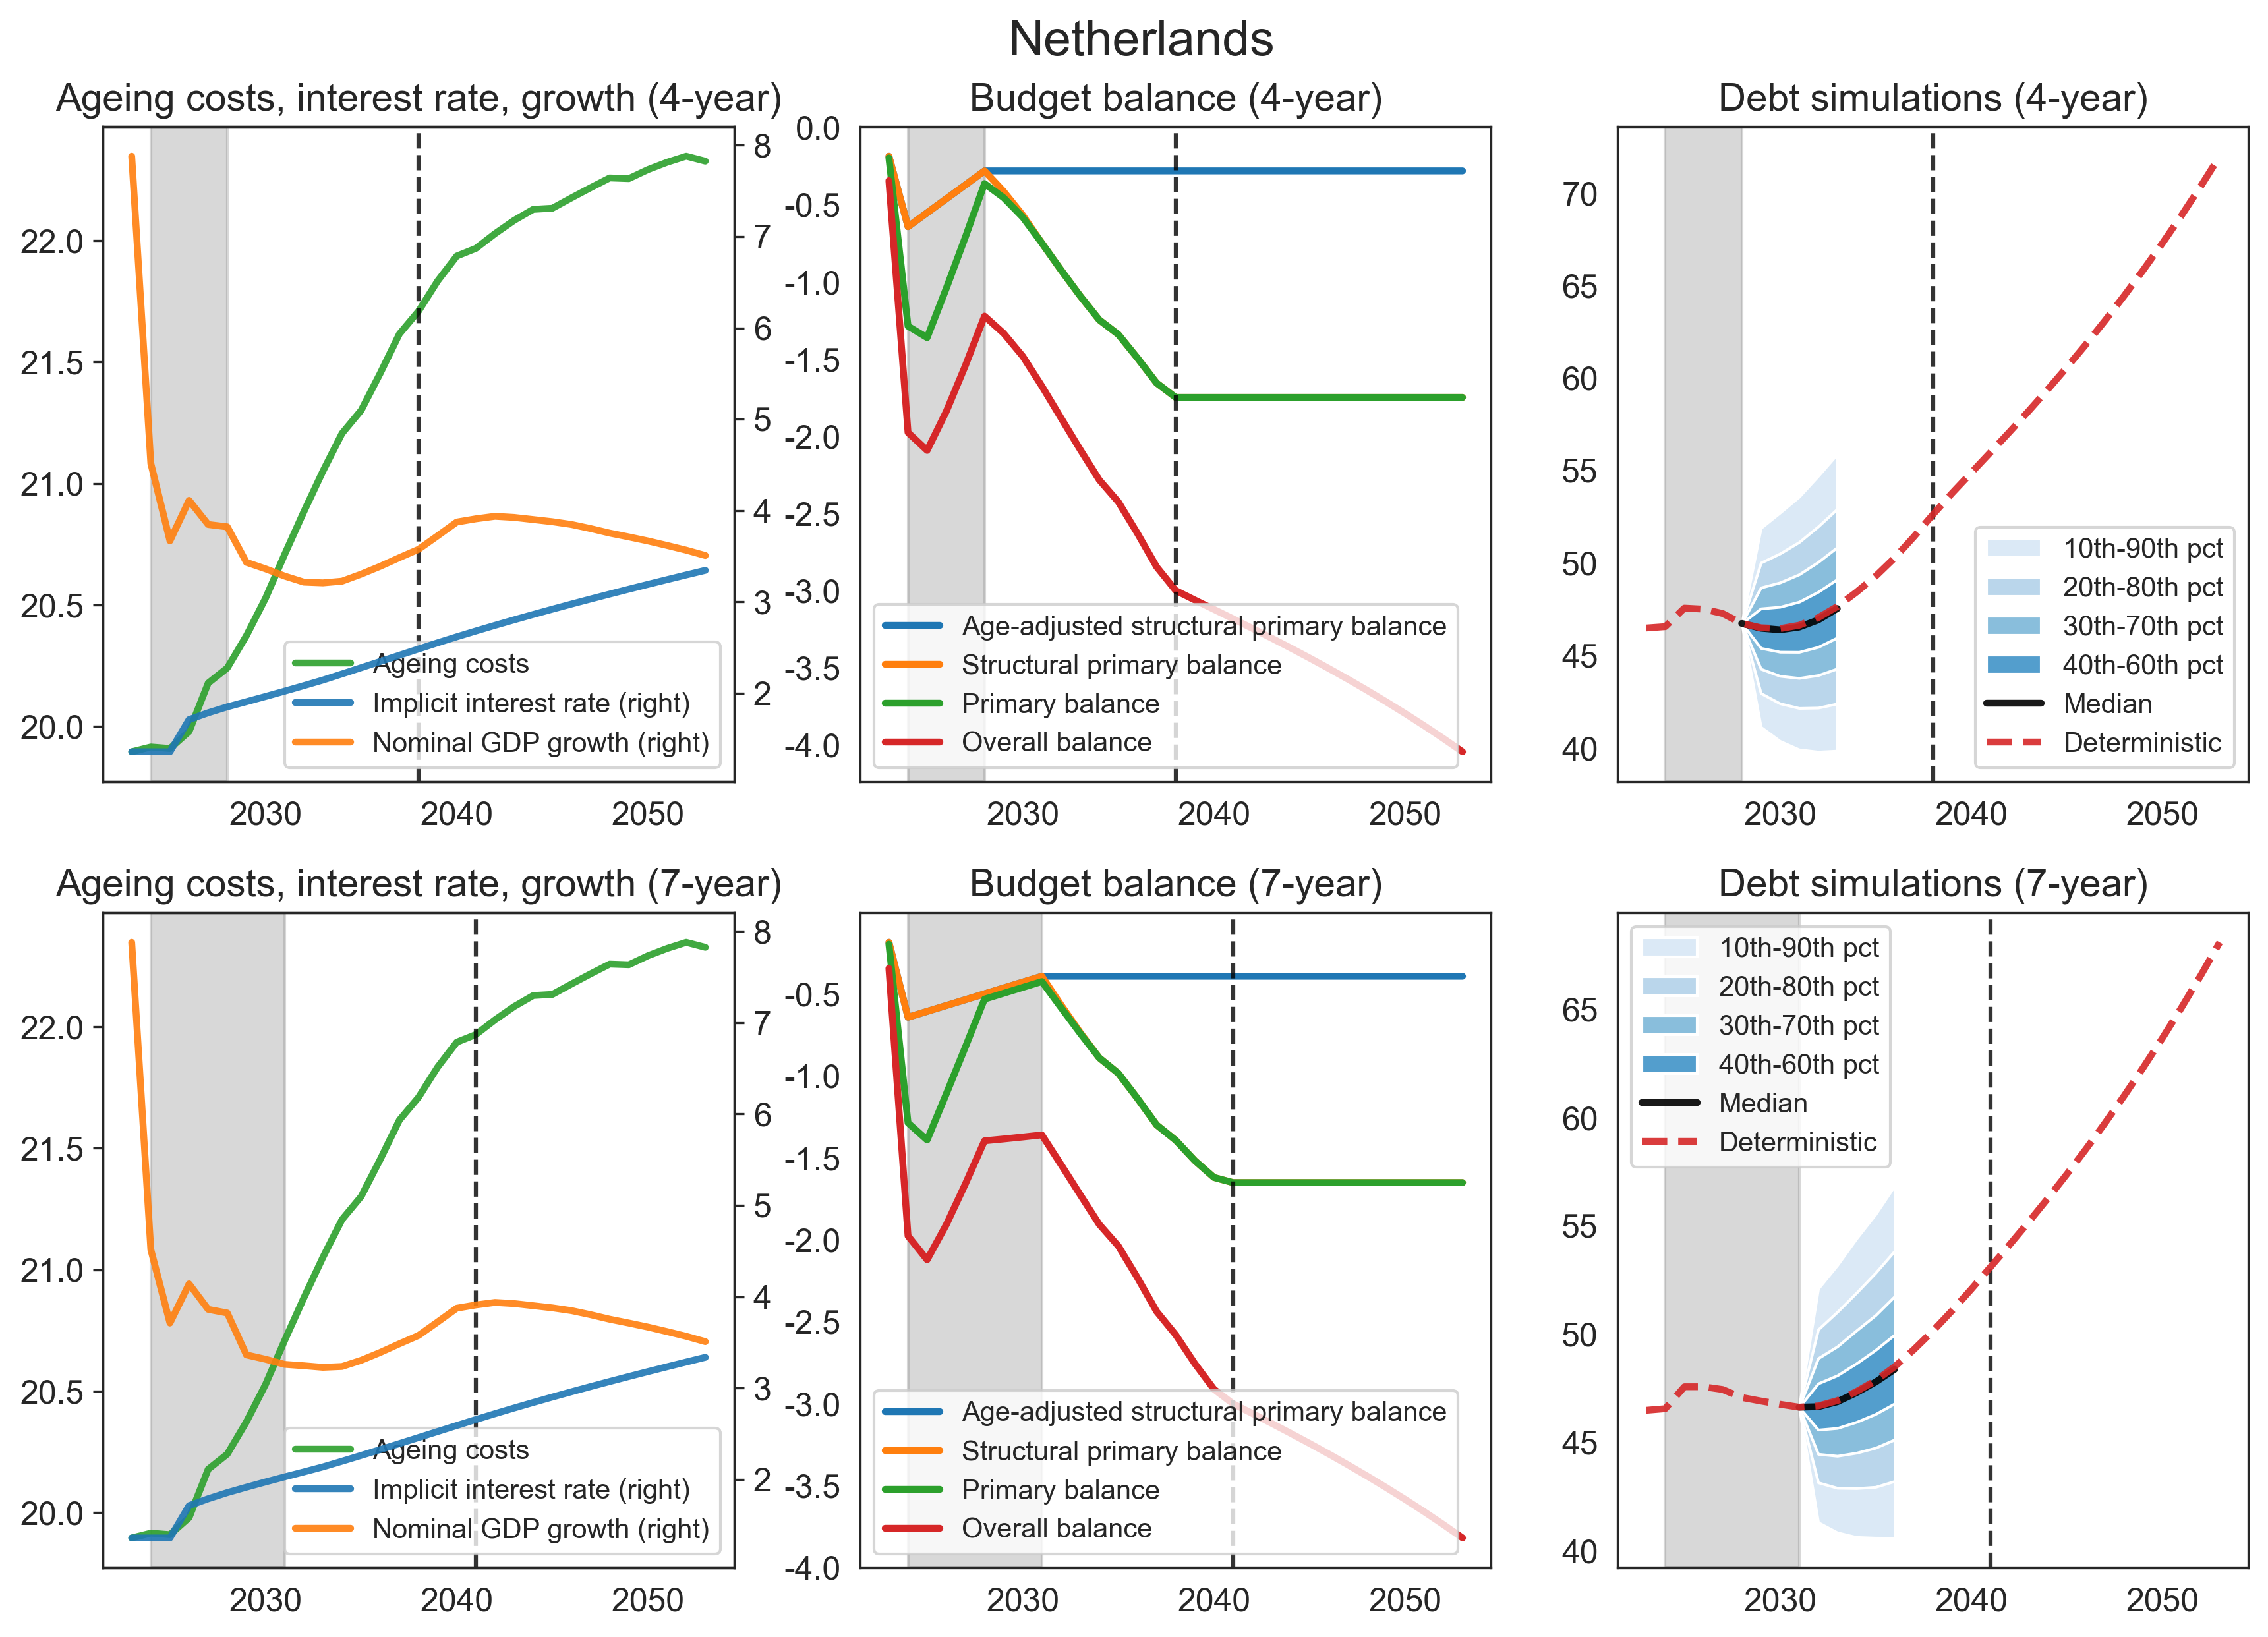 Netherlands
Ageing costs, interest rate, growth (4-year)
22.0
21.5
21.0
20.5
20.0
8
7
6
5
4
3
2
2030
2040
2050
Ageing costs
Implicit interest rate (right)
Nominal GDP growth (right)
Budget balance (4-year)
0.0
-0.5
-1.0
-1.5
-2.0
-2.5
-3.0
-3.5
-4.0
2030
2040
2050
Age-adjusted structural primary balance
Structural primary balance
Primary balance
Overall balance
Debt simulations (4-year)
70
65
60
55
50
45
40
2030
2040
2050
10th-90th pct
20th-80th pct
30th-70th pct
40th-60th pct
Median
Deterministic
Ageing costs, interest rate, growth (7-year)
22.0
21.5
21.0
20.5
20.0
8
7
6
5
4
3
2
2030
2040
2050
Ageing costs
Implicit interest rate (right)
Nominal GDP growth (right)
Budget balance (7-year)
-0.5
-1.0
-1.5
-2.0
-2.5
-3.0
-3.5
-4.0
2030
2040
2050
Age-adjusted structural primary balance
Structural primary balance
Primary balance
Overall balance
Debt simulations (7-year)
65
60
55
50
45
40
2030
2040
2050
10th-90th pct
20th-80th pct
30th-70th pct
40th-60th pct
Median
Deterministic